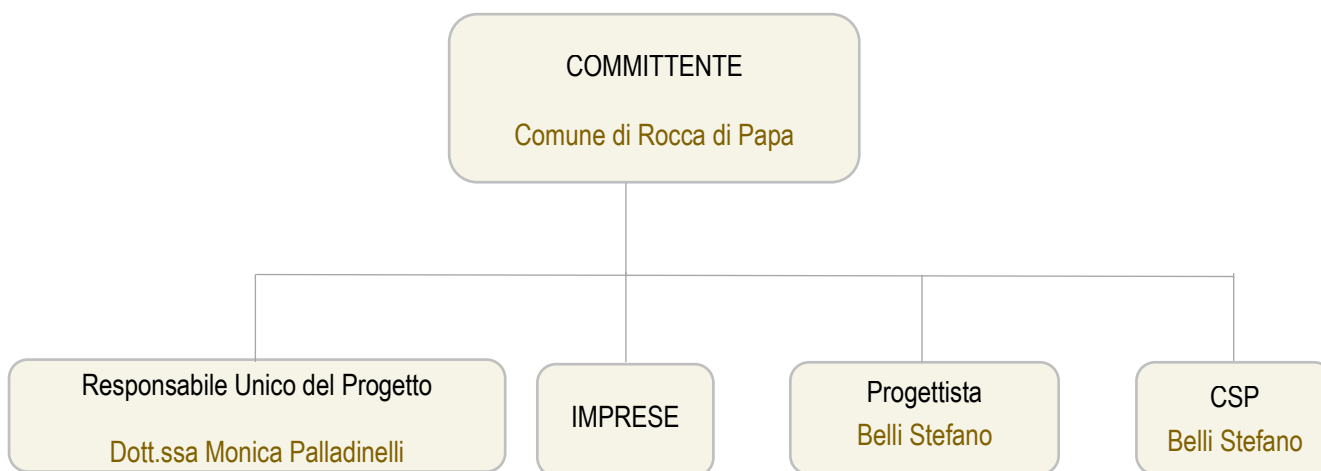 COMMITTENTE
Comune di Rocca di Papa
Responsabile Unico del Progetto
Dott.ssa Monica Palladinelli
IMPRESE
Progettista
Belli Stefano
CSP
Belli Stefano